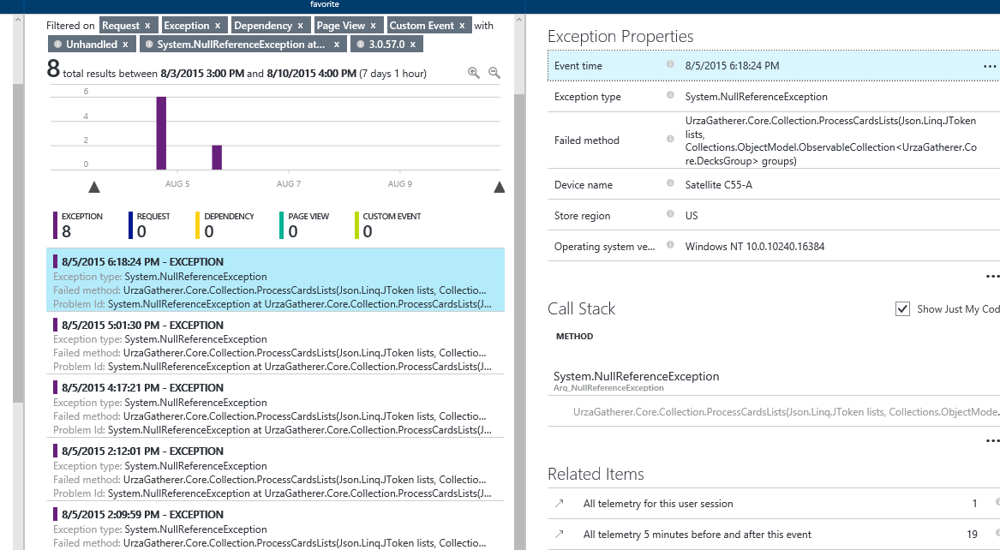 favorite
Filtered on Request x Exception x Dependency x Page View x Custom Event x with
Unhandled x System.NullReferenceException at... x 3.0.57.0 x
8 total results between 8/3/2015 3:00 PM and 8/10/2015 4:00 PM (7 days 1 hour)
6
4
2
0
AUG 5 AUG 7 AUG 9
EXCEPTION REQUEST DEPENDENCY PAGE VIEW CUSTOM EVENT
8 0 0 0 0
8/5/2015 6:18:24 PM - EXCEPTION
Exception type: System.NullReferenceException
Failed method: UrzaGatherer.Core.Collection.ProcessCardsLists(Json.Linq.JToken lists, Collectio...
Problem Id: System.NullReferenceException at UrzaGatherer.Core.Collection.ProcessCardsLists(J...
8/5/2015 5:01:30 PM - EXCEPTION
Exception type: System.NullReferenceException
Failed method: UrzaGatherer.Core.Collection.ProcessCardsLists(Json.Linq.JToken lists, Collectio...
Problem Id: System.NullReferenceException at UrzaGatherer.Core.Collection.ProcessCardsLists(J...
8/5/2015 4:17:21 PM - EXCEPTION
Exception type: System.NullReferenceException
Failed method: UrzaGatherer.Core.Collection.ProcessCardsLists(Json.Linq.JToken lists, Collectio...
Problem Id: System.NullReferenceException at UrzaGatherer.Core.Collection.ProcessCardsLists(J...
8/5/2015 2:12:01 PM - EXCEPTION
Exception type: System.NullReferenceException
Failed method: UrzaGatherer.Core.Collection.ProcessCardsLists(Json.Linq.JToken lists, Collectio...
Problem Id: System.NullReferenceException at UrzaGatherer.Core.Collection.ProcessCardsLists(J...
8/5/2015 2:09:59 PM - EXCEPTION
Exception type: System.NullReferenceException
Failed method: UrzaGatherer.Core.Collection.ProcessCardsLists(Json.Linq.JToken lists, Collectio...
Exception Properties
Event time 8/5/2015 6:18:24 PM ...
Exception type System.NullReferenceException
Failed method UrzaGatherer.Core.Collection.ProcessCardsLists(Json.Linq.JToken
lists,
Collections.ObjectModel.ObservableCollection<UrzaGatherer.Co
re.DecksGroup> groups)
Device name Satellite C55-A
Store region US
Operating system ve... Windows NT 10.0.10240.16384
...
Call Stack Show Just My Cod
METHOD
System.NullReferenceException
Arg_NullReferenceException
UrzaGatherer.Core.Collection.ProcessCardsLists(Json.Linq.JToken lists, Collections.ObjectMode.
...
Related Items
All telemetry for this user session 1
All telemetry 5 minutes before and after this event 19